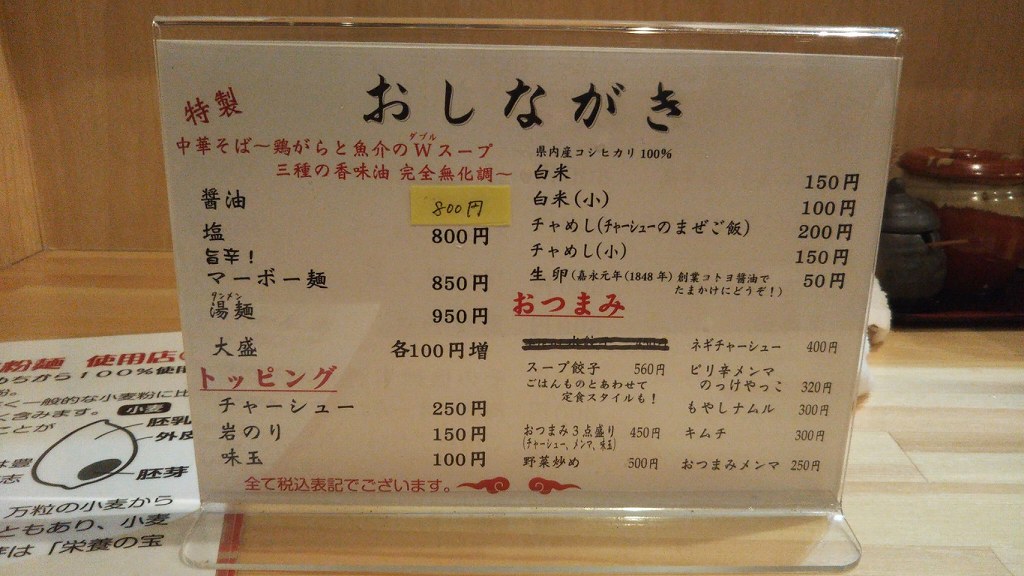 おしながき
特製
中華そば〜鶏がらと魚介のWスープ
ダブル
三種の香味油 完全無化調〜
醤油 800円
塩 800円
旨辛!
マーボー麺 850円
タンメン
湯麺 950円
大盛 各100円増
トッピング
チャーシュー 250円
岩のり 150円
味玉 100円
全て税込表記でございます。
県内産コシヒカリ100%
白米 150円
白米(小) 100円
チャめし(チャーシューのまぜご飯) 200円
チャめし(小) 150円
生卵(嘉永元年(1848年)創業コトヨ醤油で 50円
たまかけにどうぞ!)
おつまみ
スープ餃子 560円
ごはんものとあわせて
定食スタイルも!
おつまみ3点盛り 450円
(チャーシュー、メンマ、味玉)
野菜炒め 500円
ネギチャーシュー 400円
ピリ辛メンマ
のっけやっこ 320円
もやしナムル 300円
キムチ 300円
おつまみメンマ 250円
粉麺 使用店
ちから100%使用
く一般的な小麦粉に比
含みます。
ことが
小麦
胚乳
外皮
胚芽
は豊
志
万粒の小麦から
ともあり、小麦
は「栄養の宝